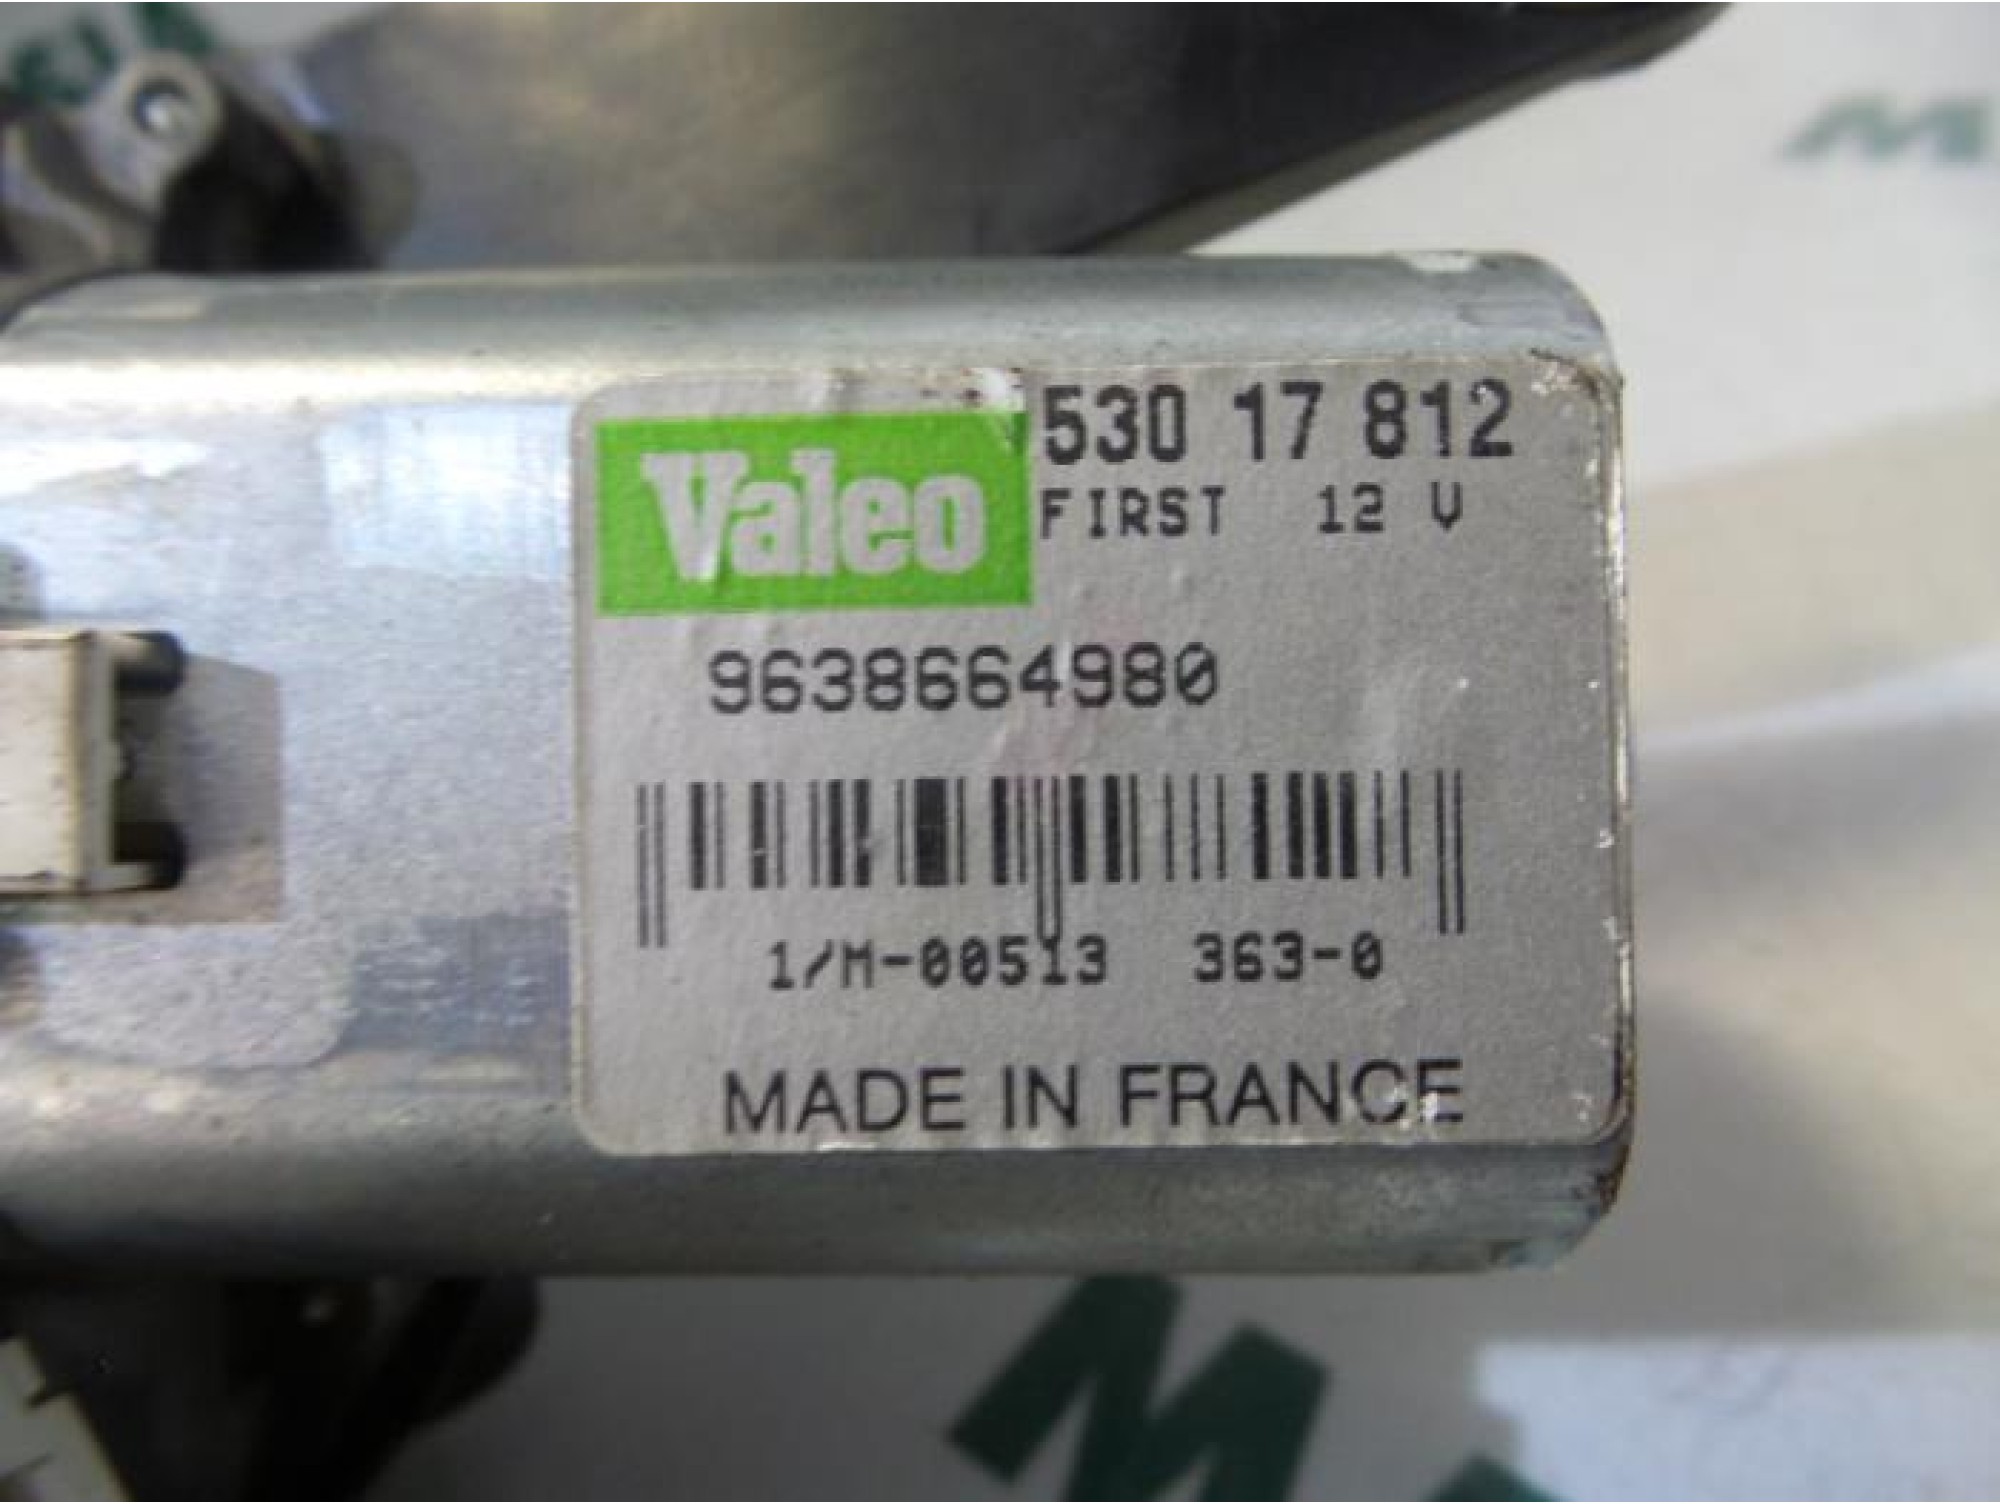 Valeo
530 17 812
FIRST 12 V
9638664980
1/M-00513 363-0
MADE IN FRANCE